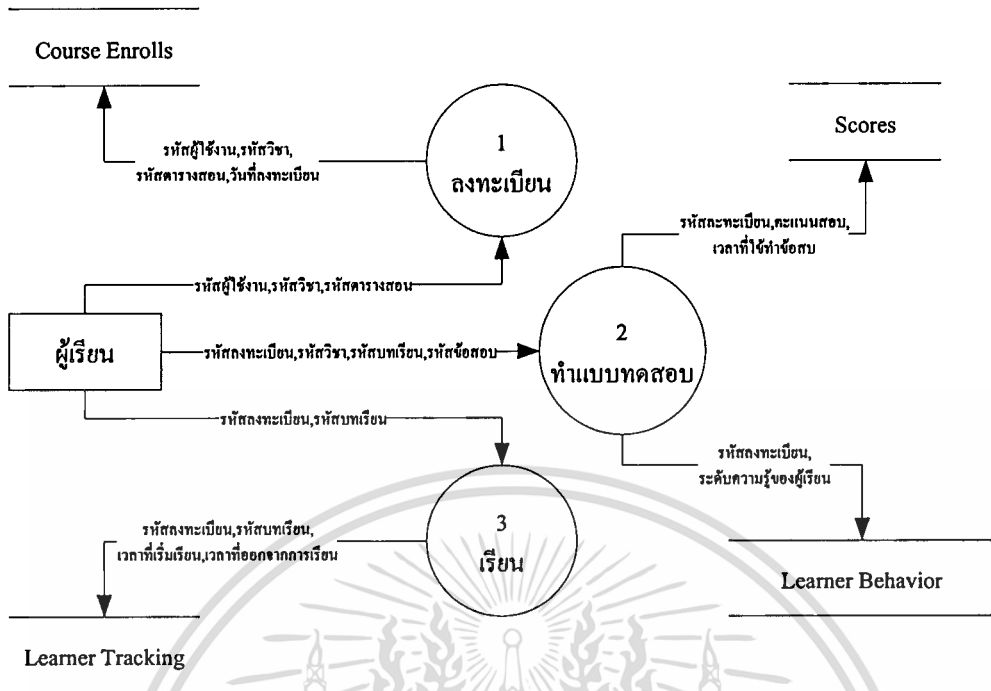 Course Enrolls
1
ลงทะเบียน
Scores
รหัสผู้ใช้งาน,รหัสวิชา,
รหัสตารางสอน,วันที่ลงทะเบียน
รหัสละทะเบียน,คะแนนสอบ,
เวลาที่ใช้ทำข้อสบ
รหัสผู้ใช้งาน,รหัสวิชา,รหัสตารางสอน
ผู้เรียน
รหัสลงทะเบียน,รหัสวิชา,รหัสบทเรียน,รหัสข้อสอบ
2
ทำแบบทดสอบ
รหัสลงทะเบียน,รหัสบทเรียน
รหัสลงทะเบียน,
ระดับความรู้ของผู้เรียน
รหัสลงทะเบียน,รหัสบทเรียน,
เวลาที่เริ่มเรียน,เวลาที่ออกจากการเรียน
3
เรียน
Learner Behavior
Learner Tracking